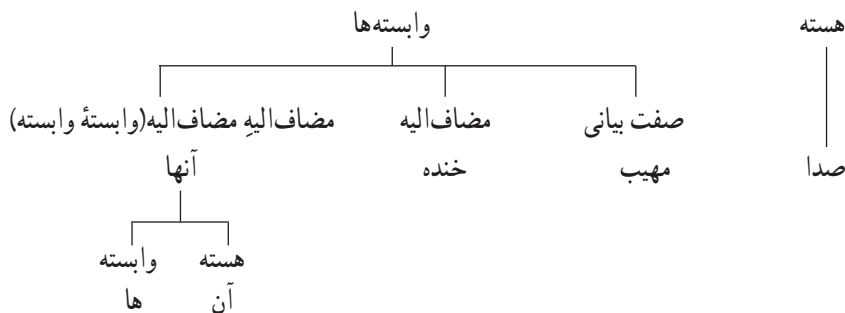 هسته وابسته‌ها
صفت بیانی مضاف‌الیه مضاف‌الیهِ مضاف‌الیه(وابستهٔ وابسته)
صدا مهیب خنده آنها
هسته وابسته
آن ها